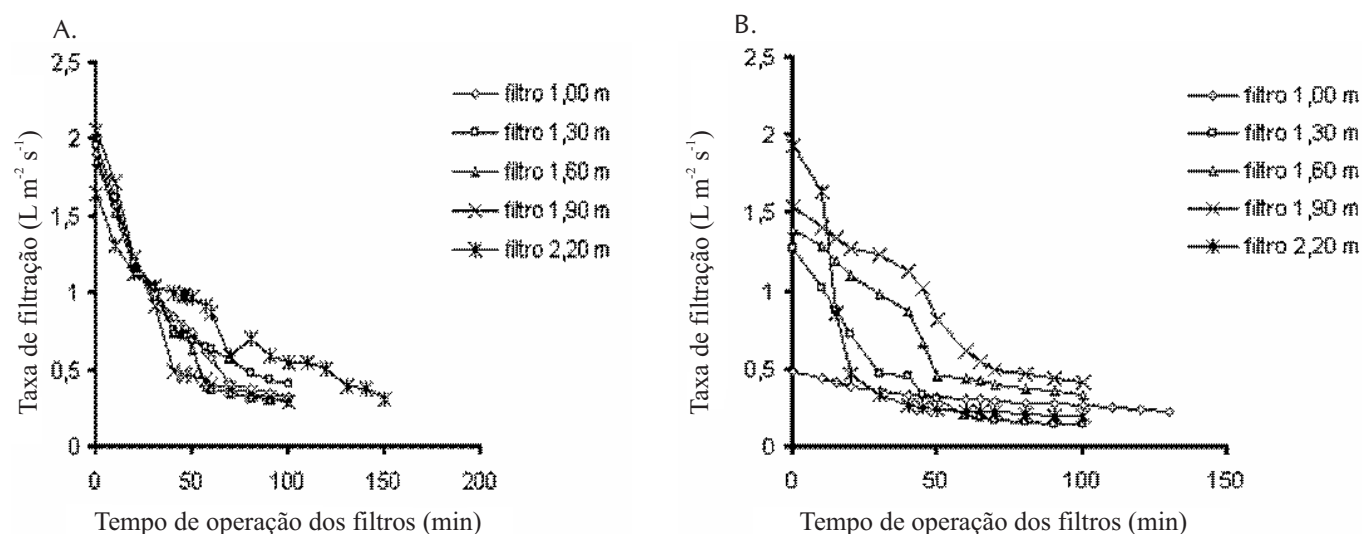 A.
Taxa de filtração (L m⁻² s⁻¹)
2,5
2
1,5
1
0,5
0
0 50 100 150 200
Tempo de operação dos filtros (min)
filtro 1,00 m
filtro 1,30 m
filtro 1,60 m
filtro 1,90 m
filtro 2,20 m
B.
Taxa de filtração (L m⁻² s⁻¹)
2,5
2
1,5
1
0,5
0
0 50 100 150
Tempo de operação dos filtros (min)
filtro 1,00 m
filtro 1,30 m
filtro 1,60 m
filtro 1,90 m
filtro 2,20 m